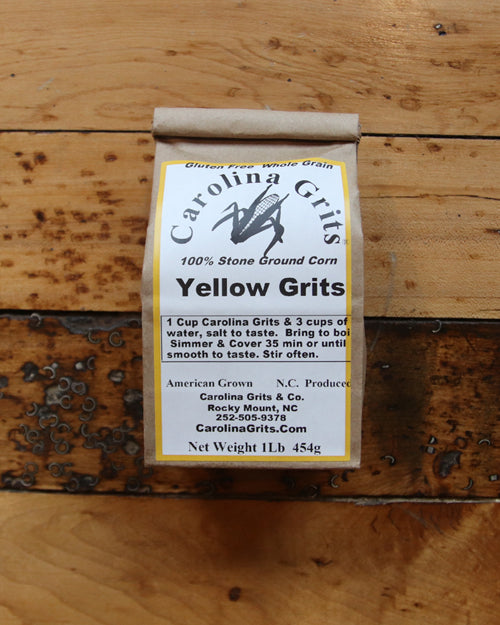 Gluten Free Whole Grain
Carolina Grits
100% Stone Ground Corn
Yellow Grits
1 Cup Carolina Grits & 3 cups of
water, salt to taste. Bring to boi
Simmer & Cover 35 min or until
smooth to taste. Stir often.
American Grown N.C. Produced
Carolina Grits & Co.
Rocky Mount, NC
252-505-9378
CarolinaGrits.Com
Net Weight 1Lb 454g